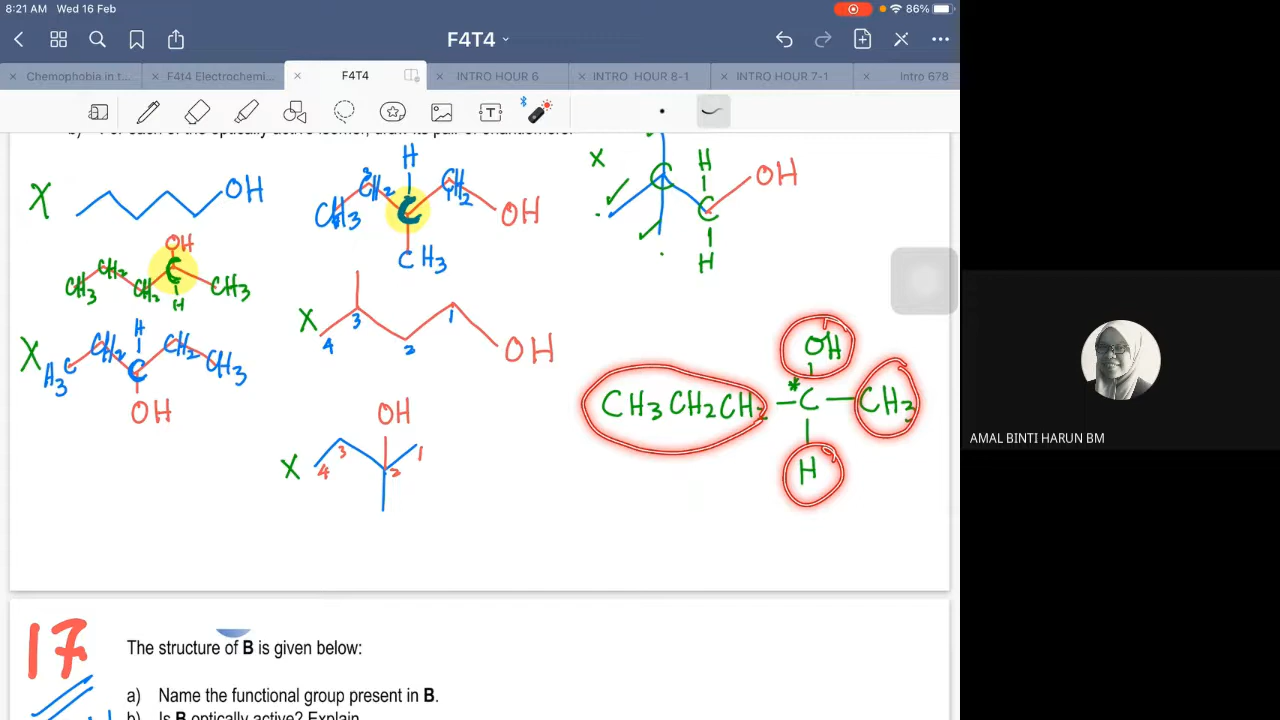 8:21 AM Wed 16 Feb
86%
F4T4
Chemophobia in t...
F4t4 Electrochemi...
F4T4
INTRO HOUR 6
INTRO HOUR 8-1
INTRO HOUR 7-1
Intro 678
X
OH
H
CH3
3
CH2
C
CH2
OH
CH3
X
C
H
C
H
OH
OH
CH3
CH2
CH2
C
H
CH3
X
H3C
CH2
H
C
CH2
CH3
OH
X
4
3
2
1
OH
OH
X
4
3
2
1
OH
CH3CH2CH2
*
C
CH3
H
AMAL BINTI HARUN BM
17
The structure of B is given below:
a) Name the functional group present in B.
b) Is B optically active? Explain